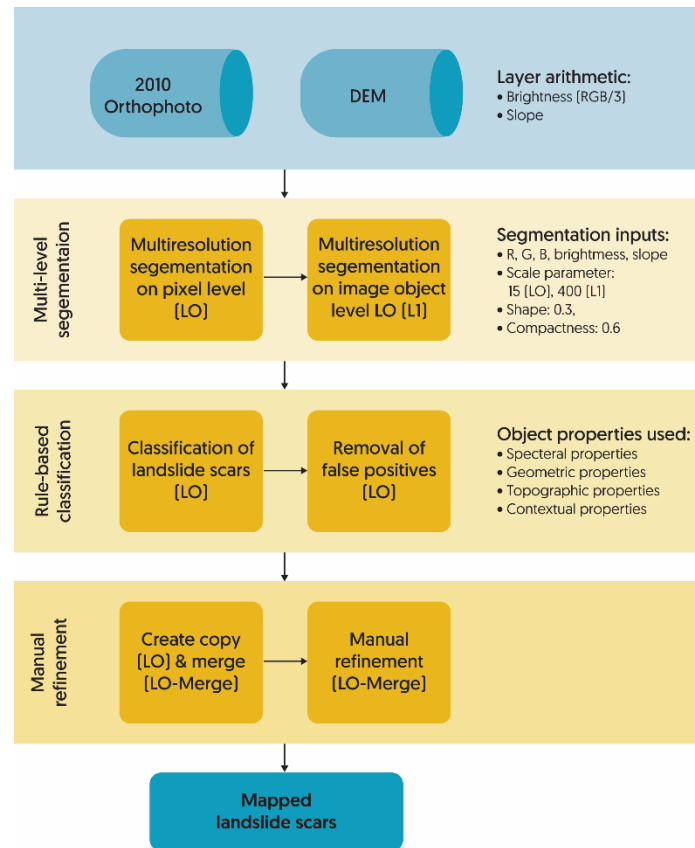 2010
Orthophoto
DEM
Layer arithmetic:
• Brightness (RGB/3)
• Slope
Multi-level
segementaion
Multiresolution
segementation
on pixel level
(LO)
Multiresolution
segementation
on image object
level LO (L1)
Segmentation inputs:
• R, G, B, brightness, slope
• Scale parameter:
15 (LO), 400 (L1)
• Shape: 0.3,
• Compactness: 0.6
Rule-based
classification
Classification of
landslide scars
(LO)
Removal of
false positives
(LO)
Object properties used:
• Specteral properties
• Geometric properties
• Topographic properties
• Contextual properties
Manual
refinement
Create copy
(LO) & merge
(LO-Merge)
Manual
refinement
(LO-Merge)
Mapped
landslide scars